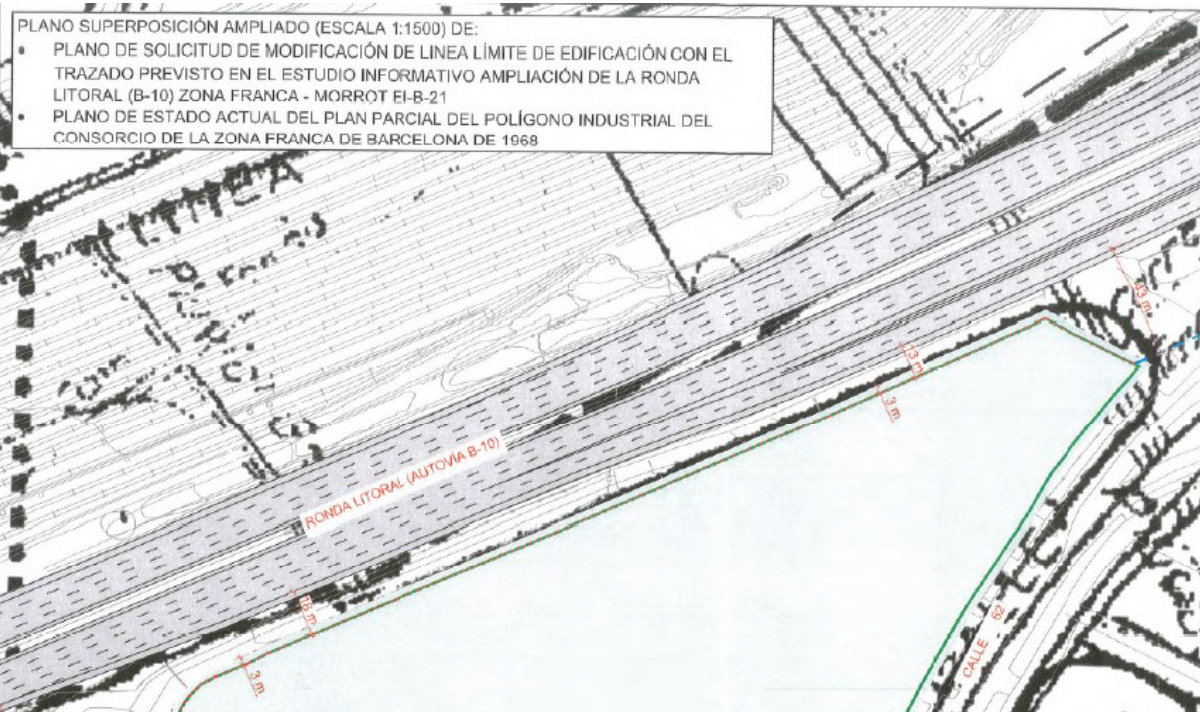 PLANO SUPERPOSICIÓN AMPLIADO (ESCALA 1:1500) DE:
• PLANO DE SOLICITUD DE MODIFICACIÓN DE LINEA LÍMITE DE EDIFICACIÓN CON EL
TRAZADO PREVISTO EN EL ESTUDIO INFORMATIVO AMPLIACIÓN DE LA RONDA
LITORAL (B-10) ZONA FRANCA - MORROT EI-B-21
• PLANO DE ESTADO ACTUAL DEL PLAN PARCIAL DEL POLÍGONO INDUSTRIAL DEL
CONSORCIO DE LA ZONA FRANCA DE BARCELONA DE 1968
43 m
13 m
3 m
RONDA LITORAL (AUTOVÍA B-10)
18 m
3 m
CALLE 62